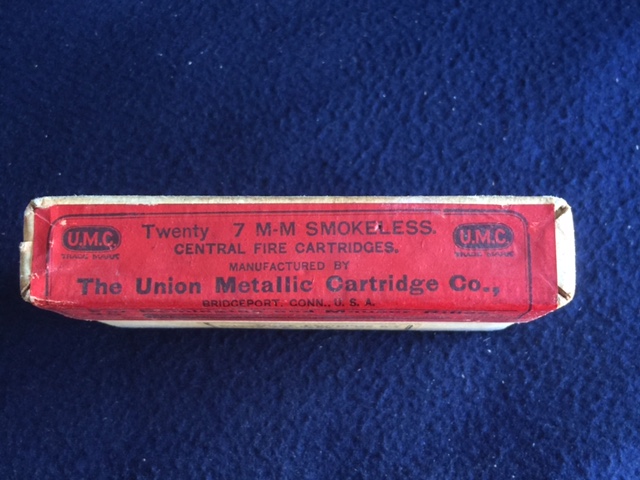 U.M.C.
TRADE MARK
Twenty 7 M-M SMOKELESS.
CENTRAL FIRE CARTRIDGES.
MANUFACTURED BY
The Union Metallic Cartridge Co.,
BRIDGEPORT, CONN., U. S. A.
U.M.C.
TRADE MARK